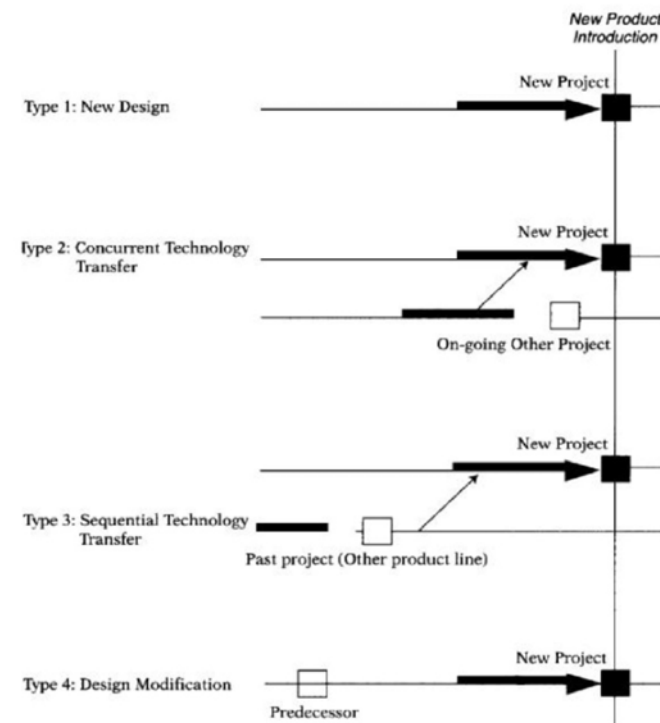 New Product
Introduction
New Project
Type 1: New Design
New Project
Type 2: Concurrent Technology
Transfer
On-going Other Project
New Project
Type 3: Sequential Technology
Transfer
Past project (Other product line)
New Project
Type 4: Design Modification
Predecessor